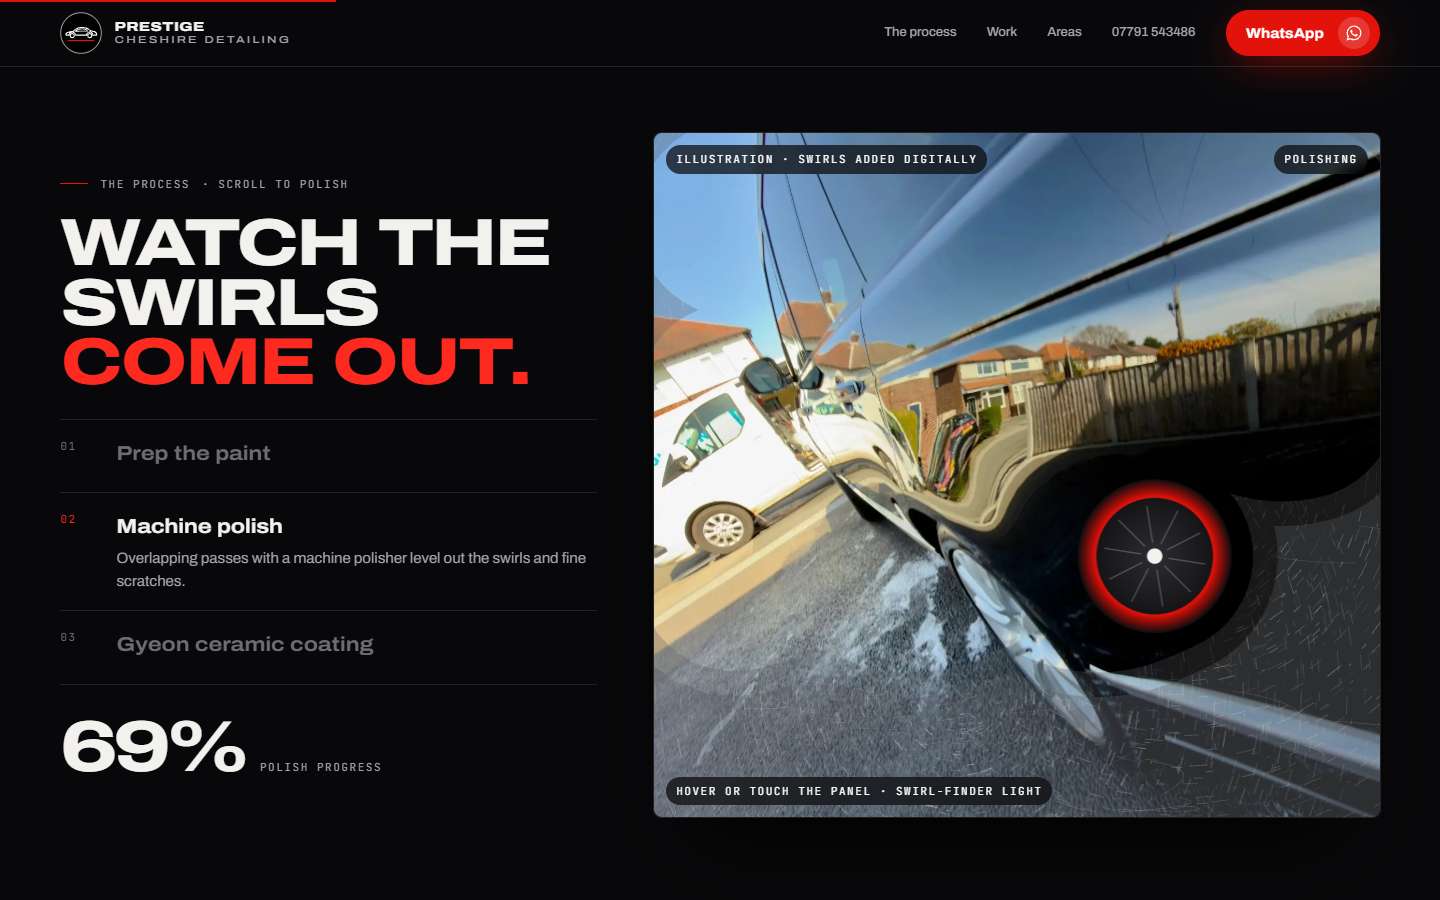 PRESTIGE
CHESHIRE DETAILING
The process
Work
Areas
07791 543486
WhatsApp
THE PROCESS · SCROLL TO POLISH
WATCH THE
SWIRLS
COME OUT.
01
Prep the paint
02
Machine polish
Overlapping passes with a machine polisher level out the swirls and fine
scratches.
03
Gyeon ceramic coating
69%
POLISH PROGRESS
ILLUSTRATION · SWIRLS ADDED DIGITALLY
POLISHING
HOVER OR TOUCH THE PANEL · SWIRL-FINDER LIGHT